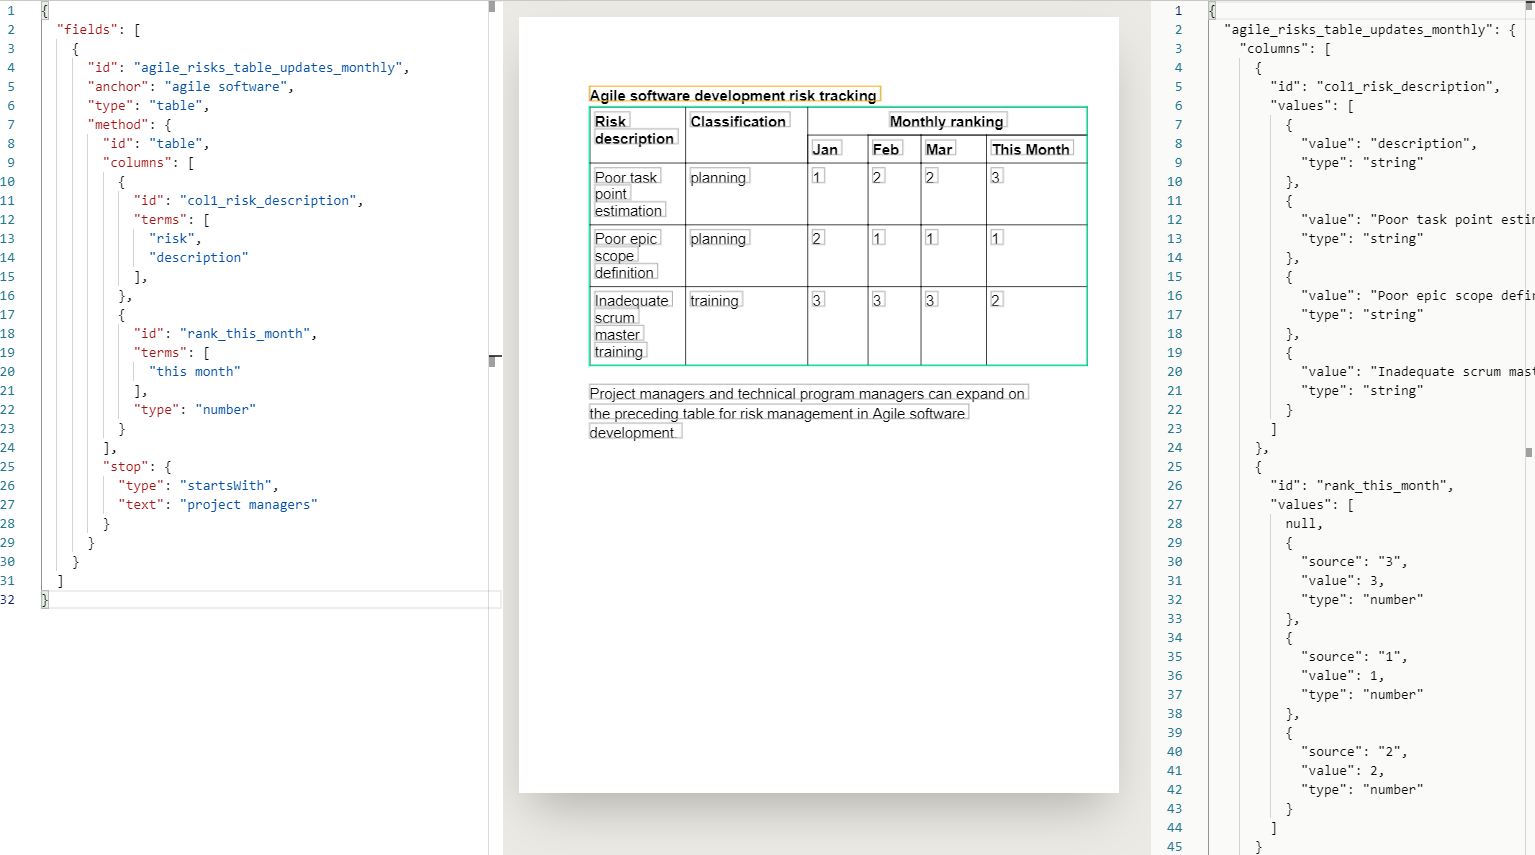 1 {
2 "fields": [
3 {
4 "id": "agile_risks_table_updates_monthly",
5 "anchor": "agile software",
6 "type": "table",
7 "method": {
8 "id": "table",
9 "columns": [
10 {
11 "id": "col1_risk_description",
12 "terms": [
13 "risk",
14 "description"
15 ],
16 },
17 {
18 "id": "rank_this_month",
19 "terms": [
20 "this month"
21 ],
22 "type": "number"
23 }
24 ],
25 "stop": {
26 "type": "startsWith",
27 "text": "project managers"
28 }
29 }
30 }
31 ]
32 }
Agile software development risk tracking
Risk description Classification Monthly ranking
Jan Feb Mar This Month
Poor task point estimation planning 1 2 2 3
Poor epic scope definition planning 2 1 1 1
Inadequate scrum master training training 3 3 3 2
Project managers and technical program managers can expand on
the preceding table for risk management in Agile software
development.
1 {
2 "agile_risks_table_updates_monthly": {
3 "columns": [
4 {
5 "id": "col1_risk_description",
6 "values": [
7 {
8 "value": "description",
9 "type": "string"
10 },
11 {
12 "value": "Poor task point estim
13 "type": "string"
14 },
15 {
16 "value": "Poor epic scope defin
17 "type": "string"
18 },
19 {
20 "value": "Inadequate scrum mast
21 "type": "string"
22 }
23 ]
24 },
25 {
26 "id": "rank_this_month",
27 "values": [
28 null,
29 {
30 "source": "3",
31 "value": 3,
32 "type": "number"
33 },
34 {
35 "source": "1",
36 "value": 1,
37 "type": "number"
38 },
39 {
40 "source": "2",
41 "value": 2,
42 "type": "number"
43 }
44 ]
45 }